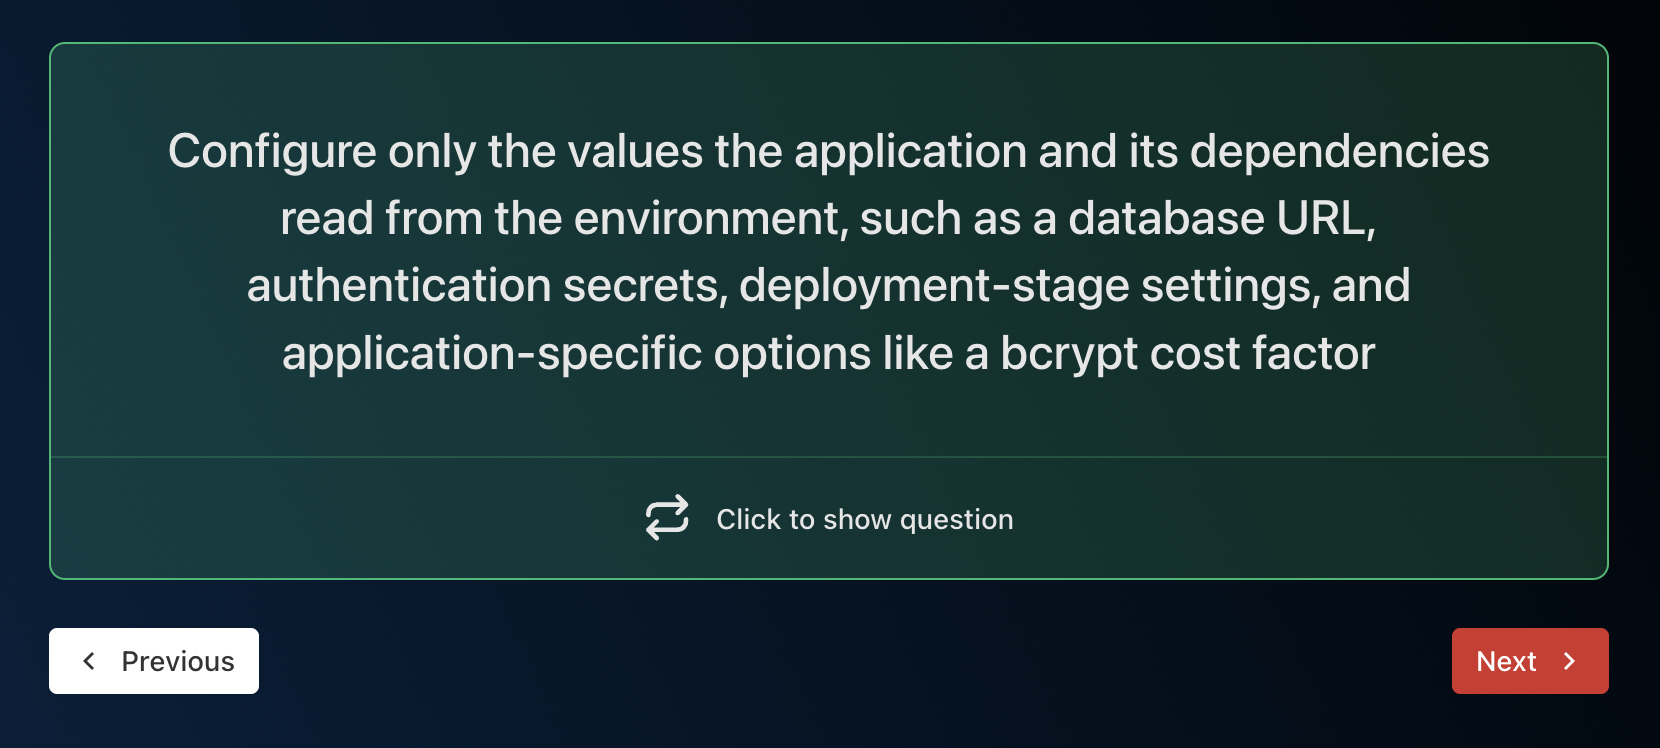 Configure only the values the application and its dependencies
read from the environment, such as a database URL,
authentication secrets, deployment-stage settings, and
application-specific options like a bcrypt cost factor
Click to show question
Previous
Next